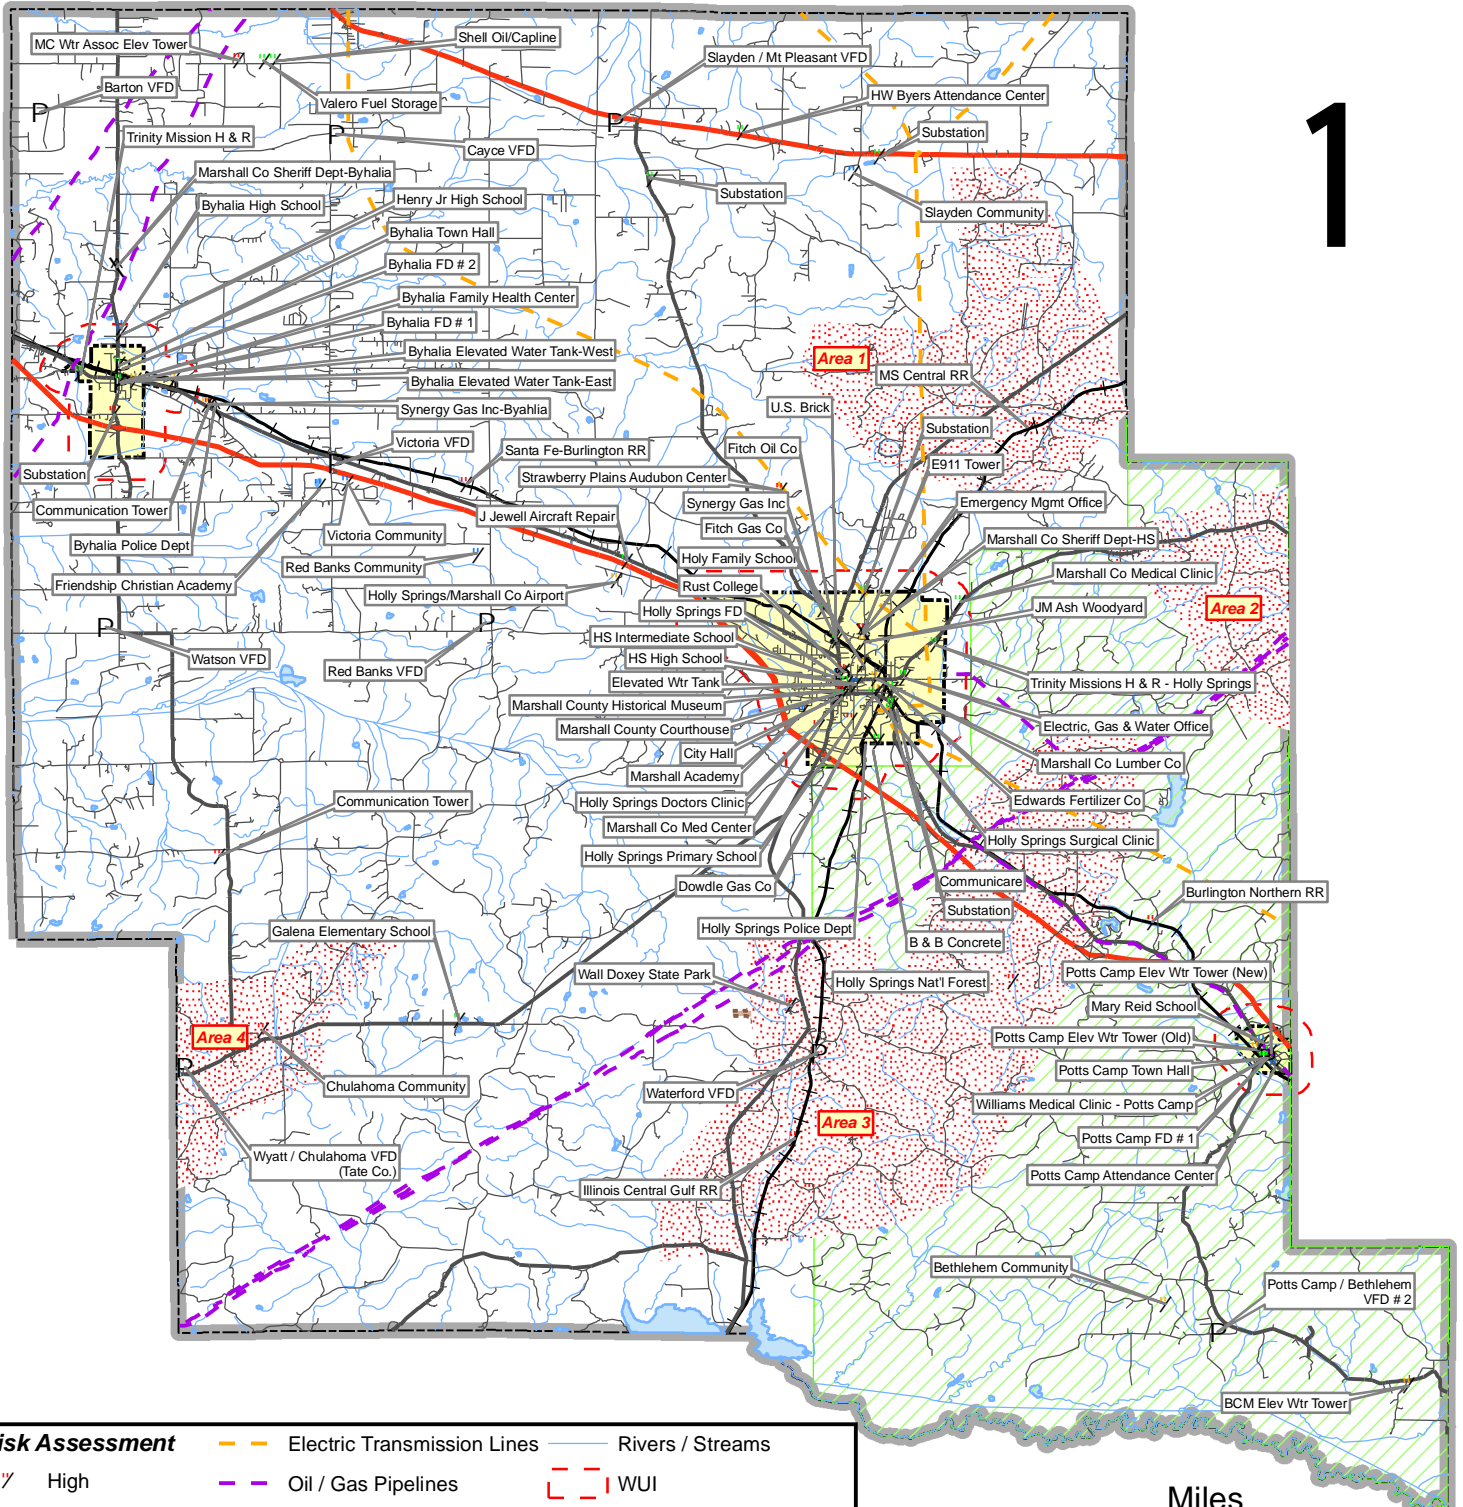 MC Wtr Assoc Elev Tower
Shell Oil/Capline
Slayden / Mt Pleasant VFD
Barton VFD
Valero Fuel Storage
HW Byers Attendance Center
1
Trinity Mission H & R
Substation
P
P
P
Cayce VFD
Marshall Co Sheriff Dept-Byhalia
Substation
Byhalia High School
Henry Jr High School
Slayden Community
Byhalia Town Hall
Byhalia FD # 2
Byhalia Family Health Center
Byhalia FD # 1
Byhalia Elevated Water Tank-West
Area 1
MS Central RR
Byhalia Elevated Water Tank-East
Synergy Gas Inc-Byahlia
U.S. Brick
Substation
Victoria VFD
Santa Fe-Burlington RR
Fitch Oil Co
P
E911 Tower
Substation
Strawberry Plains Audubon Center
Synergy Gas Inc
Emergency Mgmt Office
Communication Tower
J Jewell Aircraft Repair
Fitch Gas Co
Victoria Community
Marshall Co Sheriff Dept-HS
Byhalia Police Dept
Holy Family School
Red Banks Community
Marshall Co Medical Clinic
Friendship Christian Academy
Rust College
Holly Springs/Marshall Co Airport
JM Ash Woodyard
Area 2
Holly Springs FD
P
P
HS Intermediate School
Watson VFD
HS High School
Red Banks VFD
Elevated Wtr Tank
Trinity Missions H & R - Holly Springs
Marshall County Historical Museum
Marshall County Courthouse
Electric, Gas & Water Office
City Hall
Marshall Co Lumber Co
Marshall Academy
Communication Tower
Holly Springs Doctors Clinic
Edwards Fertilizer Co
Marshall Co Med Center
Holly Springs Surgical Clinic
Holly Springs Primary School
Dowdle Gas Co
Communicare
Burlington Northern RR
Substation
Galena Elementary School
Holly Springs Police Dept
B & B Concrete
Wall Doxey State Park
Holly Springs Nat'l Forest
Potts Camp Elev Wtr Tower (New)
Mary Reid School
Area 4
Potts Camp Elev Wtr Tower (Old)
P
P
Potts Camp Town Hall
Chulahoma Community
Waterford VFD
Williams Medical Clinic - Potts Camp
Area 3
Potts Camp FD # 1
Wyatt / Chulahoma VFD
(Tate Co.)
Potts Camp Attendance Center
Illinois Central Gulf RR
Bethlehem Community
Potts Camp / Bethlehem
VFD # 2
P
BCM Elev Wtr Tower
isk Assessment
Electric Transmission Lines
Rivers / Streams
High
Oil / Gas Pipelines
WUI
Miles